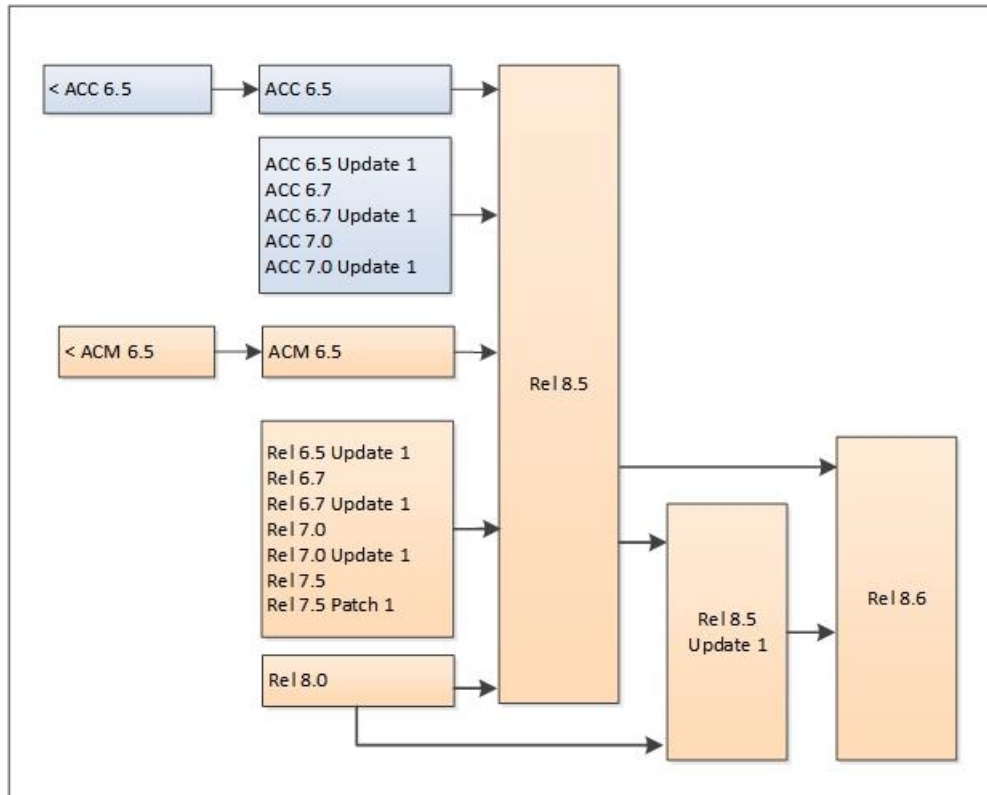 < ACC 6.5
ACC 6.5
ACC 6.5 Update 1
ACC 6.7
ACC 6.7 Update 1
ACC 7.0
ACC 7.0 Update 1
< ACM 6.5
ACM 6.5
Rel 8.5
Rel 6.5 Update 1
Rel 6.7
Rel 6.7 Update 1
Rel 7.0
Rel 7.0 Update 1
Rel 7.5
Rel 7.5 Patch 1
Rel 8.0
Rel 8.5
Update 1
Rel 8.6